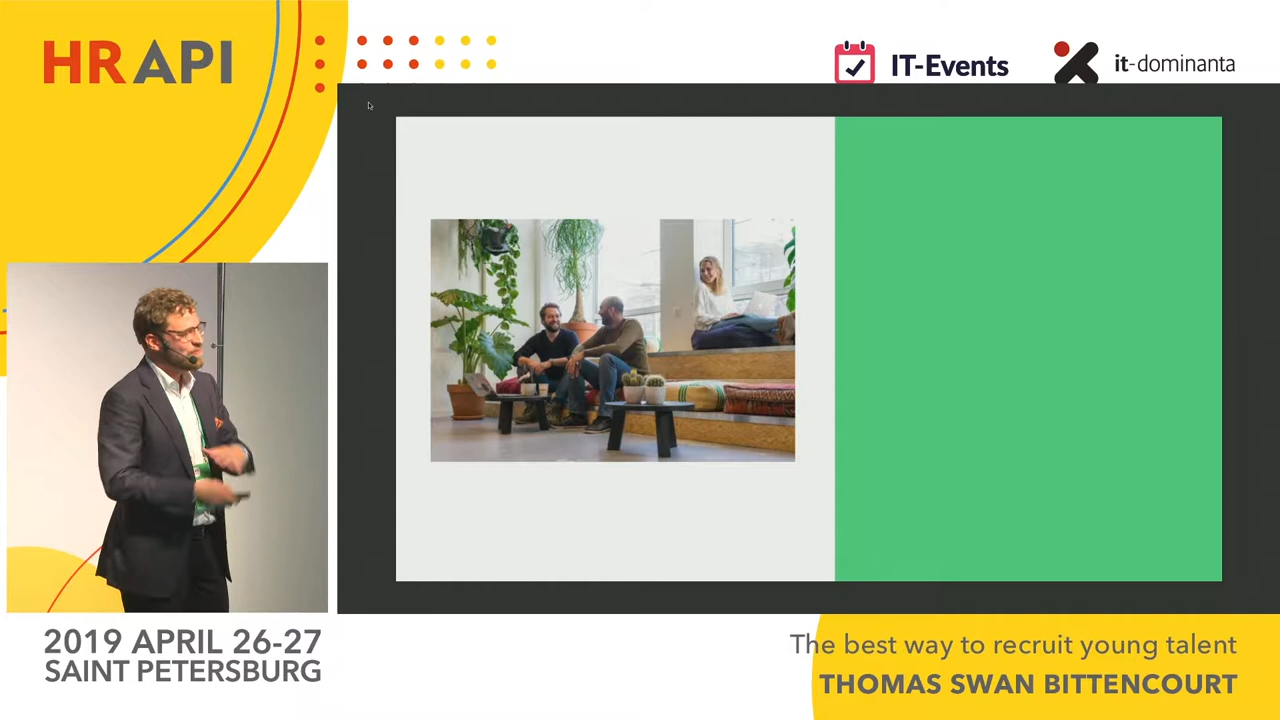 HR API
IT-Events
it-dominanta
2019 APRIL 26-27
SAINT PETERSBURG
The best way to recruit young talent
THOMAS SWAN BITTENCOURT